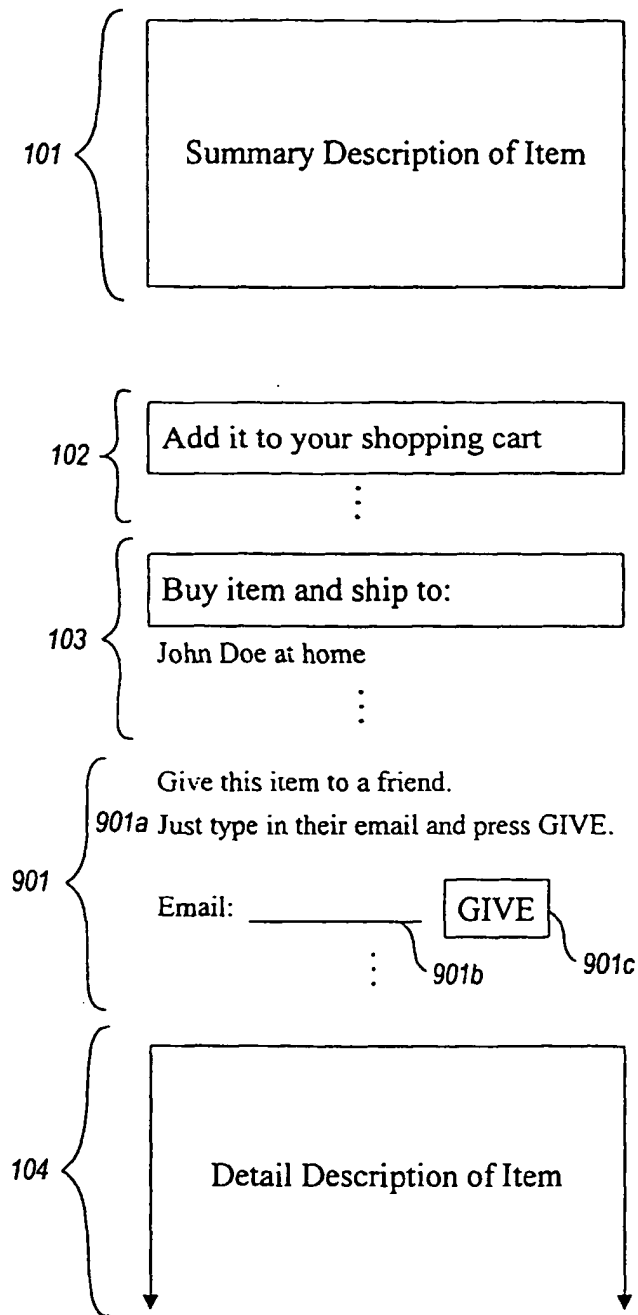 101
Summary Description of Item
102
Add it to your shopping cart
103
Buy item and ship to:
John Doe at home
901
Give this item to a friend.
901a Just type in their email and press GIVE.
Email: GIVE
901b
901c
104
Detail Description of Item